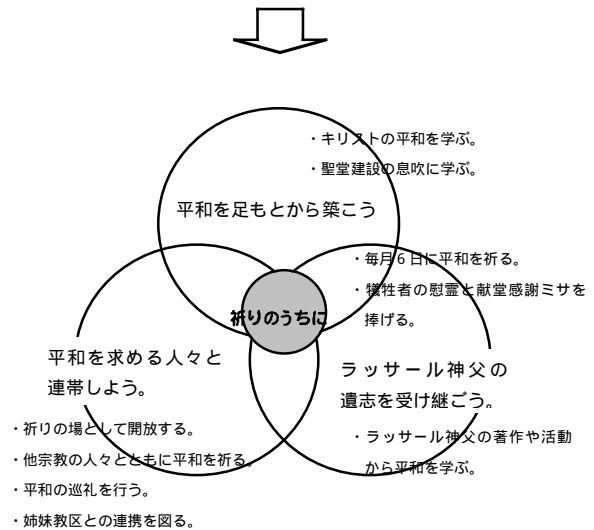 ・キリストの平和を学ぶ。
・聖堂建設の息吹に学ぶ。
平和を足もとから築こう
・毎月６日に平和を祈る。
・犠牲者の慰霊と献堂感謝ミサを
捧げる。
祈りのうちに
平和を求める人々と
連帯しよう。
ラッサール神父の
遺志を受け継ごう。
・祈りの場として開放する。
・他宗教の人々とともに平和を祈る。
・平和の巡礼を行う。
・姉妹教区との連携を図る。
・ラッサール神父の著作や活動
から平和を学ぶ。